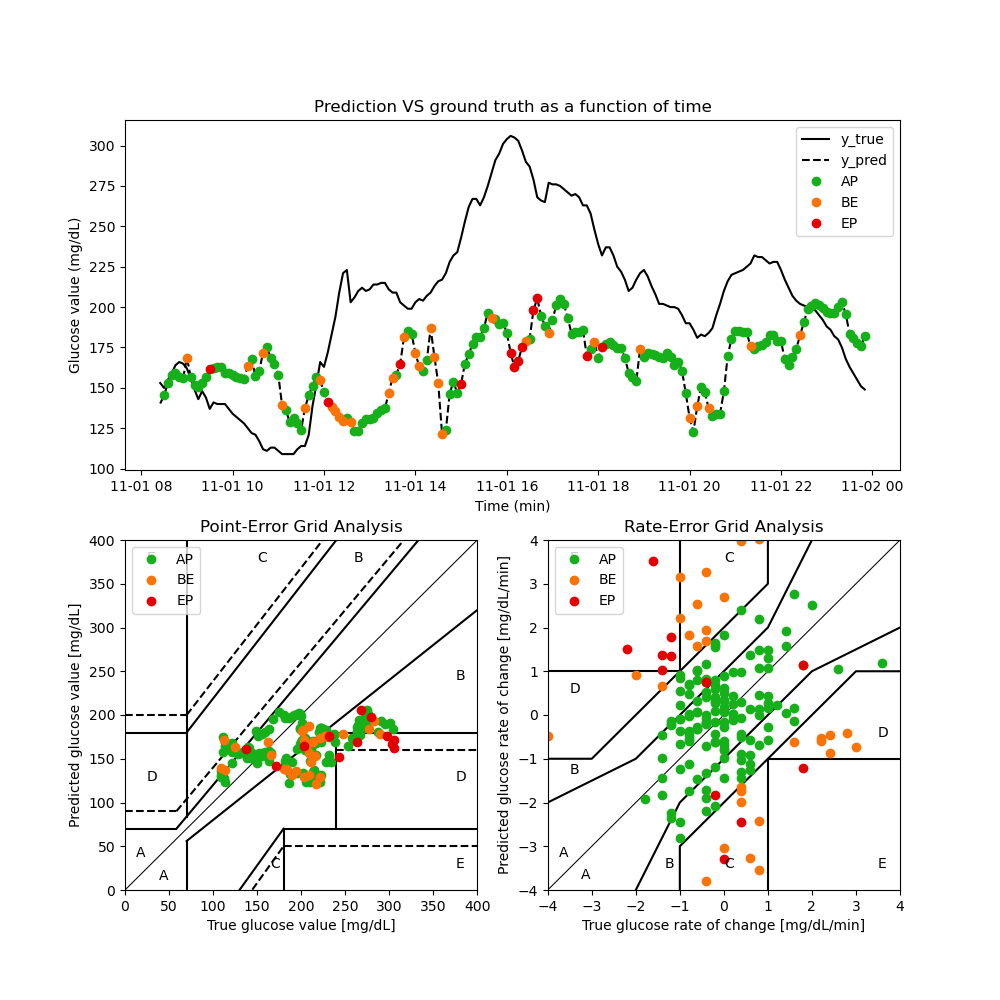 Prediction VS ground truth as a function of time
Glucose value (mg/dL)
300
275
250
225
200
175
150
125
100
y_true
y_pred
AP
BE
EP
11-01 08 11-01 10 11-01 12 11-01 14 11-01 16 11-01 18 11-01 20 11-01 22 11-02 00
Time (min)
Point-Error Grid Analysis
Predicted glucose value [mg/dL]
400
350
300
250
200
150
100
50
0
AP
BE
EP
C
B
B
D
D
A
A
C
E
0 50 100 150 200 250 300 350 400
True glucose value [mg/dL]
Rate-Error Grid Analysis
Predicted glucose rate of change [mg/dL/min]
4
3
2
1
0
−1
−2
−3
−4
AP
BE
EP
C
D
D
B
A
A
B
C
E
−4 −3 −2 −1 0 1 2 3 4
True glucose rate of change [mg/dL/min]